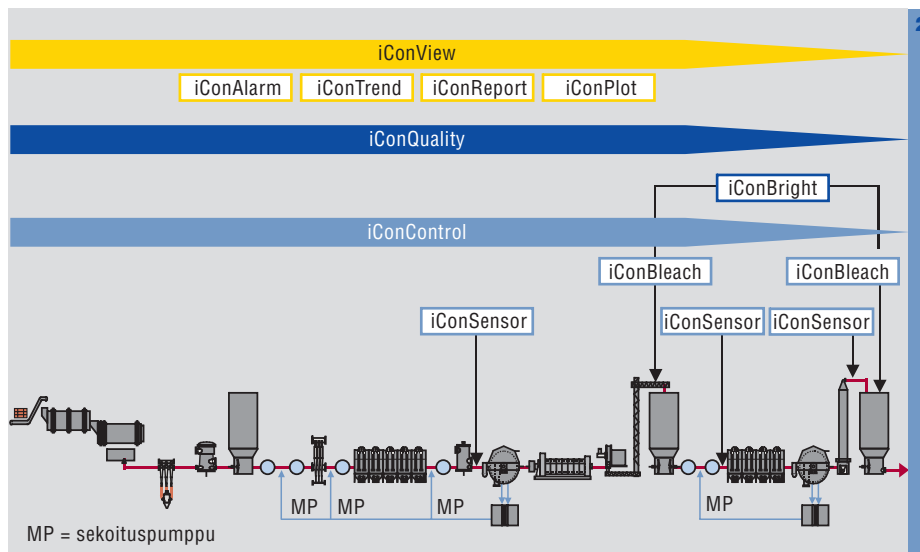 2
iConView
iConAlarm
iConTrend
iConReport
iConPlot
iConQuality
iConBright
iConControl
iConBleach
iConBleach
iConSensor
iConSensor
iConSensor
MP
MP
MP
MP
MP = sekoituspumppu